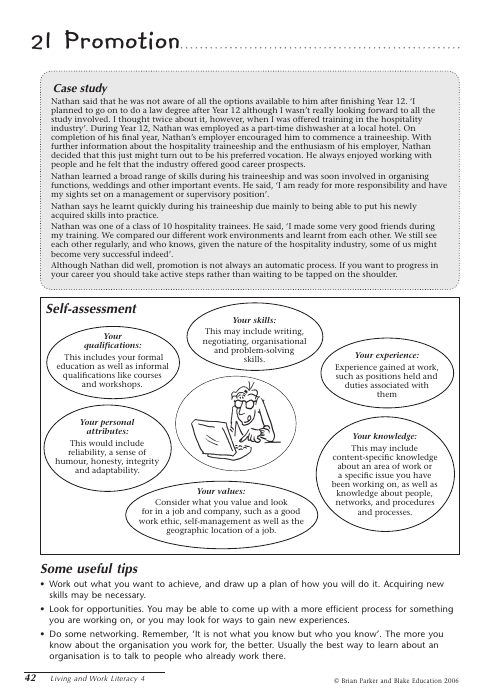 21 Promotion
Case study
Nathan said that he was not aware of all the options available to him after finishing Year 12. 'I
planned to go on to do a law degree after Year 12 although I wasn't really looking forward to all the
study involved. I thought twice about it, however, when I was offered training in the hospitality
industry'. During Year 12, Nathan was employed as a part-time dishwasher at a local hotel. On
completion of his final year, Nathan's employer encouraged him to commence a traineeship. With
further information about the hospitality traineeship and the enthusiasm of his employer, Nathan
decided that this just might turn out to be his preferred vocation. He always enjoyed working with
people and he felt that the industry offered good career prospects.
Nathan learned a broad range of skills during his traineeship and was soon involved in organising
functions, weddings and other important events. He said, 'I am ready for more responsibility and have
my sights set on a management or supervisory position'.
Nathan says he learnt quickly during his traineeship due mainly to being able to put his newly
acquired skills into practice.
Nathan was one of a class of 10 hospitality trainees. He said, 'I made some very good friends during
my training. We compared our different work environments and learnt from each other. We still see
each other regularly, and who knows, given the nature of the hospitality industry, some of us might
become very successful indeed'.
Although Nathan did well, promotion is not always an automatic process. If you want to progress in
your career you should take active steps rather than waiting to be tapped on the shoulder.
Self-assessment
Your skills:
This may include writing,
negotiating, organisational
and problem-solving
skills.
Your
qualifications:
This includes your formal
education as well as informal
qualifications like courses
and workshops.
Your experience:
Experience gained at work,
such as positions held and
duties associated with
them
Your personal
attributes:
This would include
reliability, a sense of
humour, honesty, integrity
and adaptability.
Your knowledge:
This may include
content-specific knowledge
about an area of work or
a specific issue you have
been working on, as well as
knowledge about people,
networks, and procedures
and processes.
Your values:
Consider what you value and look
for in a job and company, such as a good
work ethic, self-management as well as the
geographic location of a job.
Some useful tips
• Work out what you want to achieve, and draw up a plan of how you will do it. Acquiring new
skills may be necessary.
• Look for opportunities. You may be able to come up with a more efficient process for something
you are working on, or you may look for ways to gain new experiences.
• Do some networking. Remember, 'It is not what you know but who you know'. The more you
know about the organisation you work for, the better. Usually the best way to learn about an
organisation is to talk to people who already work there.
42 Living and Work Literacy 4
© Brian Parker and Blake Education 2006